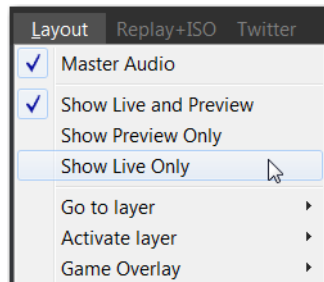 Layout Replay+ISO Twitter
Master Audio
Show Live and Preview
Show Preview Only
Show Live Only
Go to layer
Activate layer
Game Overlay